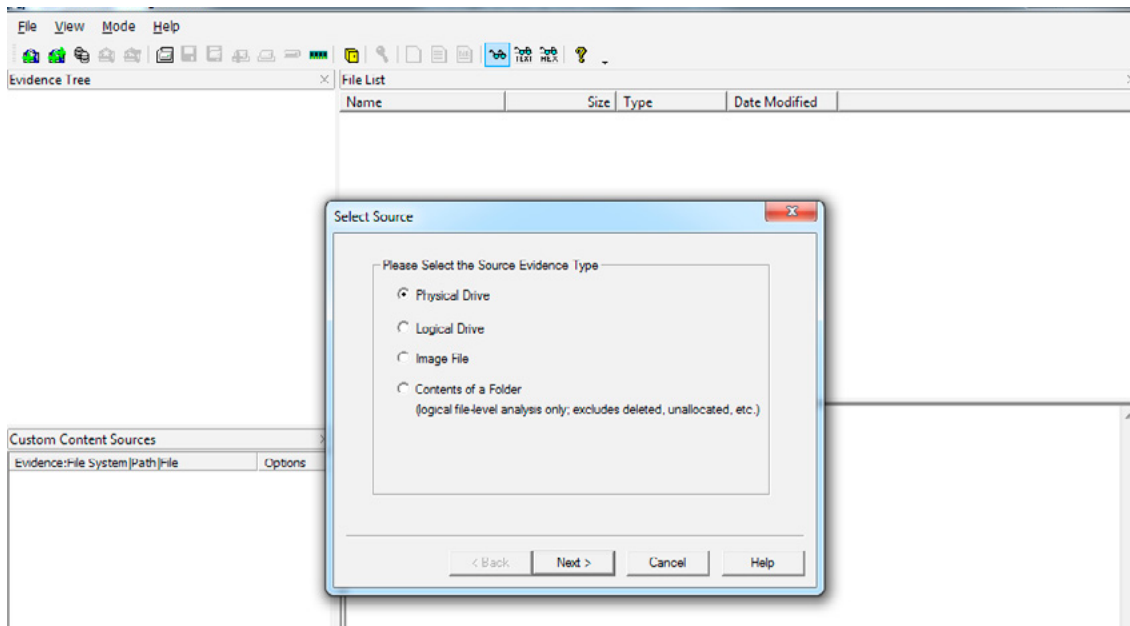 File View Mode Help
TEXT HEX
Evidence Tree
File List
Name Size Type Date Modified
Select Source
Please Select the Source Evidence Type
Physical Drive
Logical Drive
Image File
Contents of a Folder
(logical file-level analysis only; excludes deleted, unallocated, etc.)
Custom Content Sources
Evidence:File System|Path|File Options
< Back Next > Cancel Help